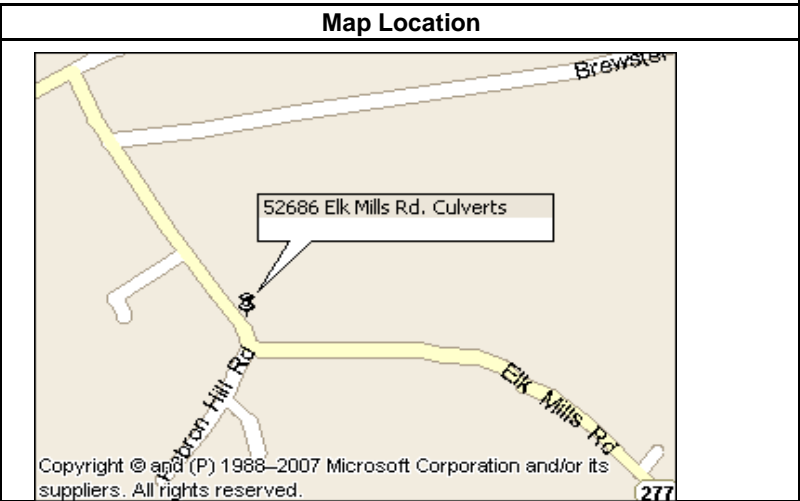 Map Location
Brewster
52686 Elk Mills Rd. Culverts
Hill Rd
Elk Mills Rd
Copyright © and (P) 1988–2007 Microsoft Corporation and/or its
suppliers. All rights reserved.
277